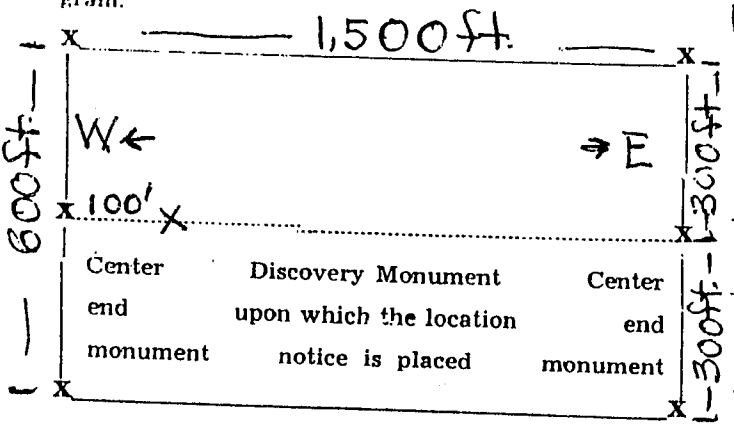 gram.
1,500 ft.
600 ft.
W ←
→ E
300 ft
100' X
Center Discovery Monument Center
end upon which the location end
monument notice is placed monument
300 ft.